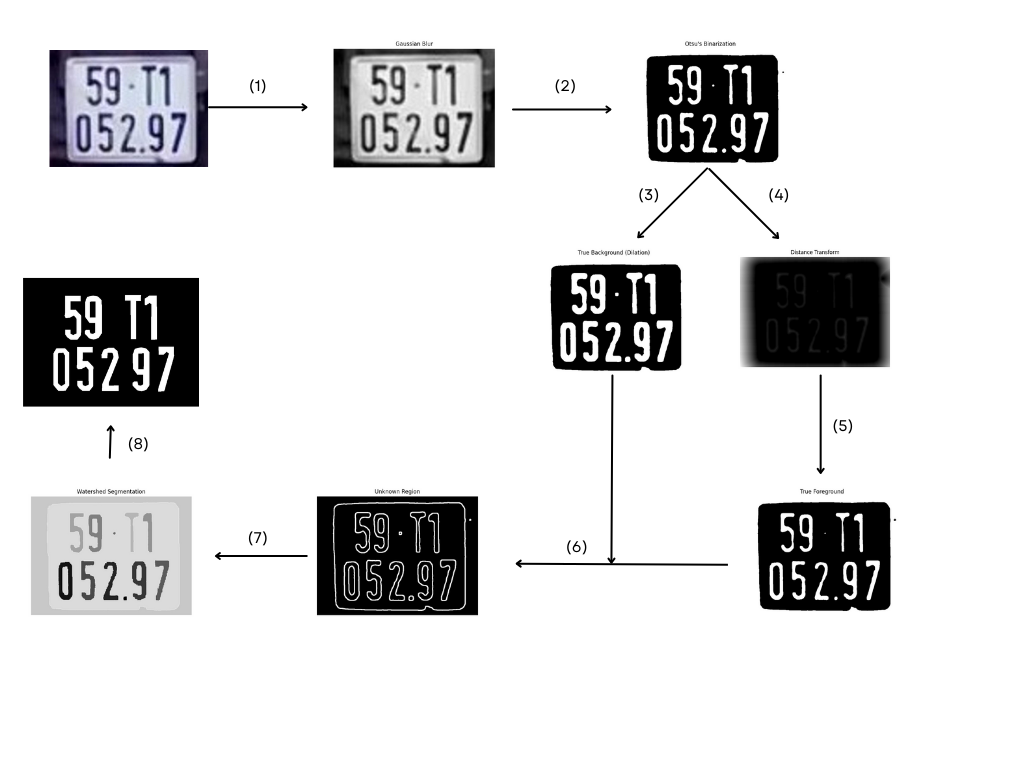 Gaussian Blur
Otsu's Binarization
59·T1
052.97
(1)
59·T1
052.97
(2)
59·T1
052.97
(3)
(4)
True Background (Dilation)
Distance Transform
59·T1
052.97
59 T1
052.97
59 T1
052 97
(5)
(8)
Watershed Segmentation
Unknown Region
True Foreground
59·T1
052.97
(7)
59·T1
052.97
(6)
59·T1
052.97